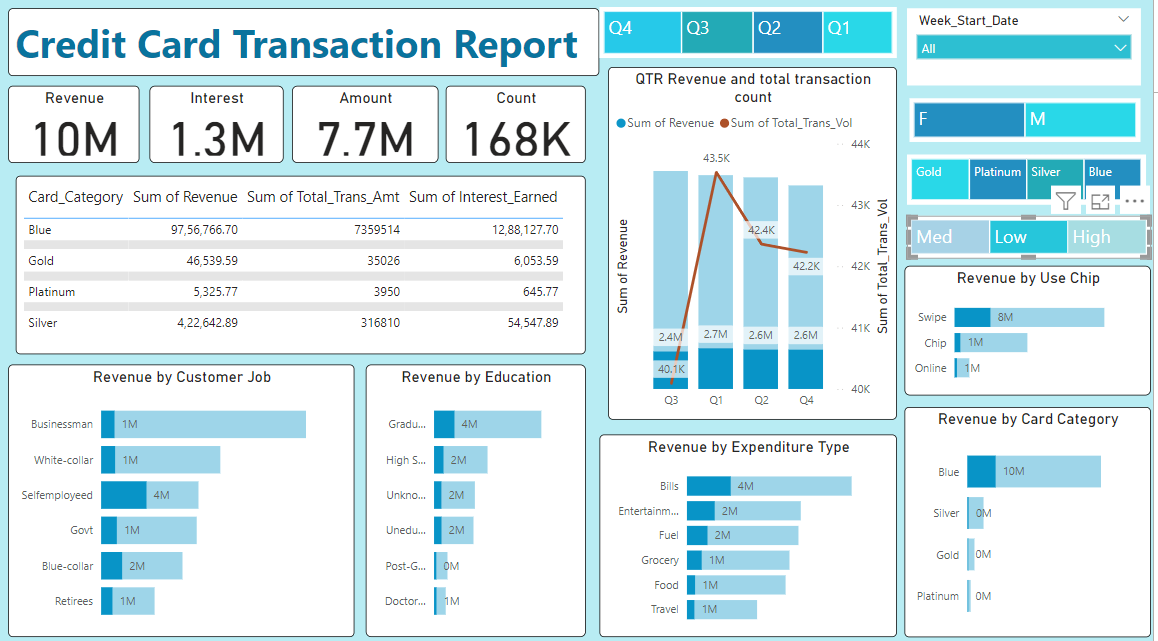 Credit Card Transaction Report
Q4 Q3 Q2 Q1
Week_Start_Date
All
F M
Gold Platinum Silver Blue
Med Low High
Revenue
10M
Interest
1.3M
Amount
7.7M
Count
168K
Card_Category Sum of Revenue Sum of Total_Trans_Amt Sum of Interest_Earned
Blue 97,56,766.70 7359514 12,88,127.70
Gold 46,539.59 35026 6,053.59
Platinum 5,325.77 3950 645.77
Silver 4,22,642.89 316810 54,547.89
QTR Revenue and total transaction
count
Sum of Revenue Sum of Total_Trans_Vol
Sum of Revenue
Sum of Total_Trans_Vol
44K
43K
42K
41K
40K
43.5K
42.4K
42.2K
40.1K
2.4M 2.7M 2.6M 2.6M
Q3 Q1 Q2 Q4
Revenue by Use Chip
Swipe 8M
Chip 1M
Online 1M
Revenue by Customer Job
Businessman 1M
White-collar 1M
Selfemployeed 4M
Govt 1M
Blue-collar 2M
Retirees 1M
Revenue by Education
Gradu... 4M
High S... 2M
Unkno... 2M
Unedu... 2M
Post-G... 0M
Doctor... 1M
Revenue by Expenditure Type
Bills 4M
Entertainm... 2M
Fuel 2M
Grocery 1M
Food 1M
Travel 1M
Revenue by Card Category
Blue 10M
Silver 0M
Gold 0M
Platinum 0M